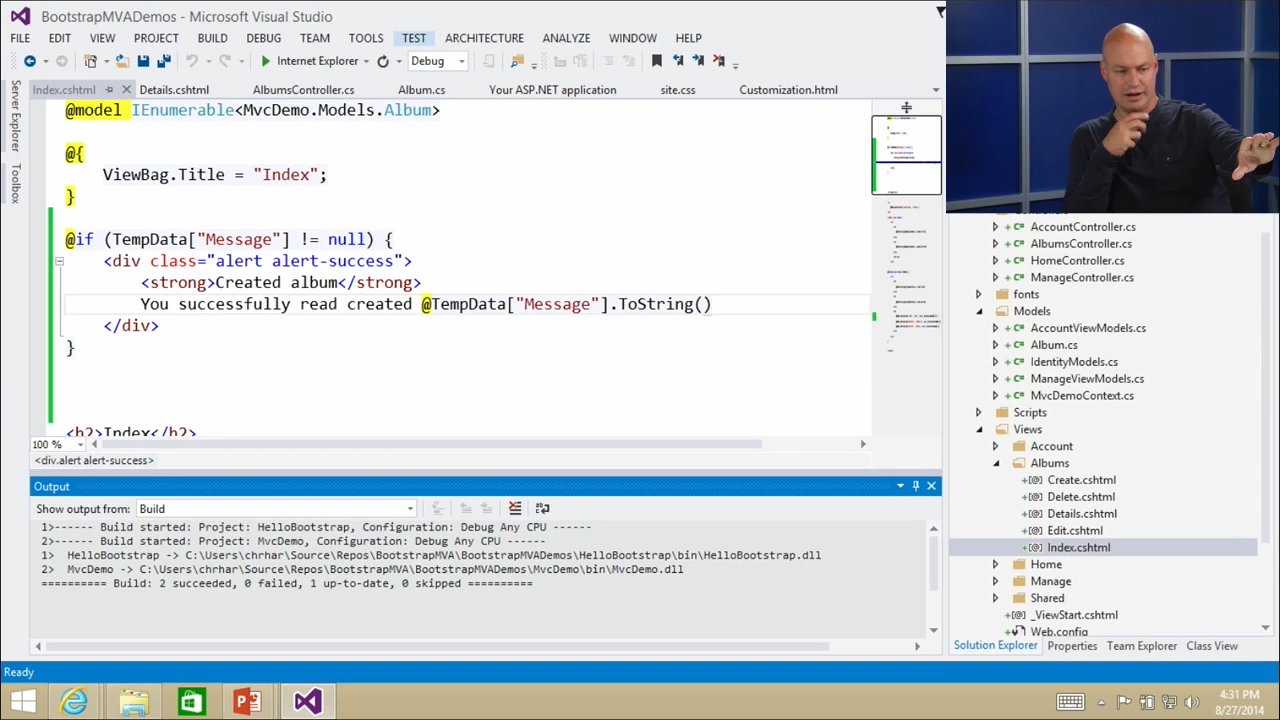 BootstrapMVADemos - Microsoft Visual Studio
FILE EDIT VIEW PROJECT BUILD DEBUG TEAM TOOLS TEST ARCHITECTURE ANALYZE WINDOW HELP
Internet Explorer Debug
Index.cshtml Details.cshtml AlbumsController.cs Album.cs Your ASP.NET application site.css Customization.html
Server Explorer
Toolbox
@model IEnumerable<MvcDemo.Models.Album>
@{
ViewBag.Title = "Index";
}
@if (TempData["Message"] != null) {
<div class="alert alert-success">
<strong>Created album</strong>
You successfully read and created @TempData["Message"].ToString()
</div>
}
<h2>Index</h2>
100 %
<div.alert alert-success>
Output
Show output from: Build
1>------ Build started: Project: HelloBootstrap, Configuration: Debug Any CPU ------
2>------ Build started: Project: MvcDemo, Configuration: Debug Any CPU ------
1> HelloBootstrap -> C:\Users\chrhar\Source\Repos\BootstrapMVA\BootstrapMVADemos\HelloBootstrap\bin\HelloBootstrap.dll
2> MvcDemo -> C:\Users\chrhar\Source\Repos\BootstrapMVA\BootstrapMVADemos\MvcDemo\bin\MvcDemo.dll
========== Build: 2 succeeded, 0 failed, 1 up-to-date, 0 skipped ==========
AccountController.cs
AlbumsController.cs
HomeController.cs
ManageController.cs
fonts
Models
AccountViewModels.cs
Album.cs
IdentityModels.cs
ManageViewModels.cs
MvcDemoContext.cs
Scripts
Views
Account
Albums
Create.cshtml
Delete.cshtml
Details.cshtml
Edit.cshtml
Index.cshtml
Home
Manage
Shared
_ViewStart.cshtml
Web.config
Solution Explorer Properties Team Explorer Class View
Ready
4:31 PM
8/27/2014